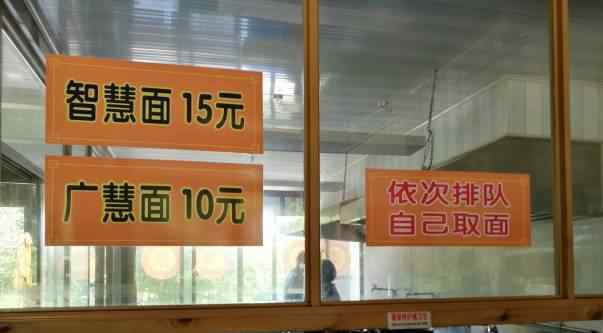 智慧面 15元
广慧面 10元
依次排队
自己取面